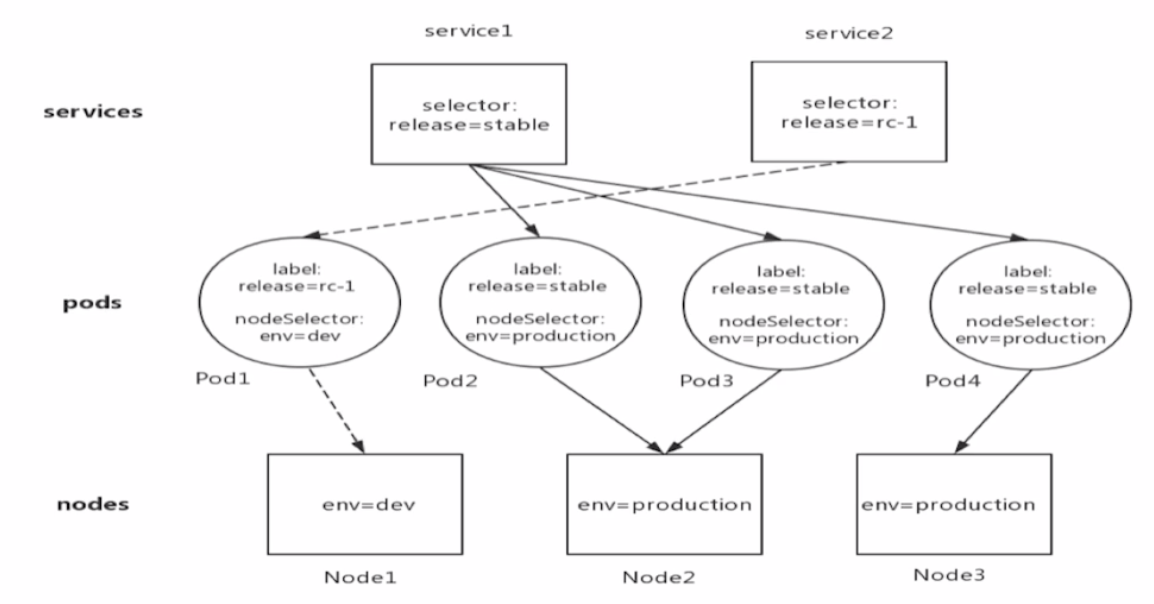 service1
service2
services
selector:
release=stable
selector:
release=rc-1
pods
label:
release=rc-1
nodeSelector:
env=dev
label:
release=stable
nodeSelector:
env=production
label:
release=stable
nodeSelector:
env=production
label:
release=stable
nodeSelector:
env=production
Pod1
Pod2
Pod3
Pod4
nodes
env=dev
env=production
env=production
Node1
Node2
Node3